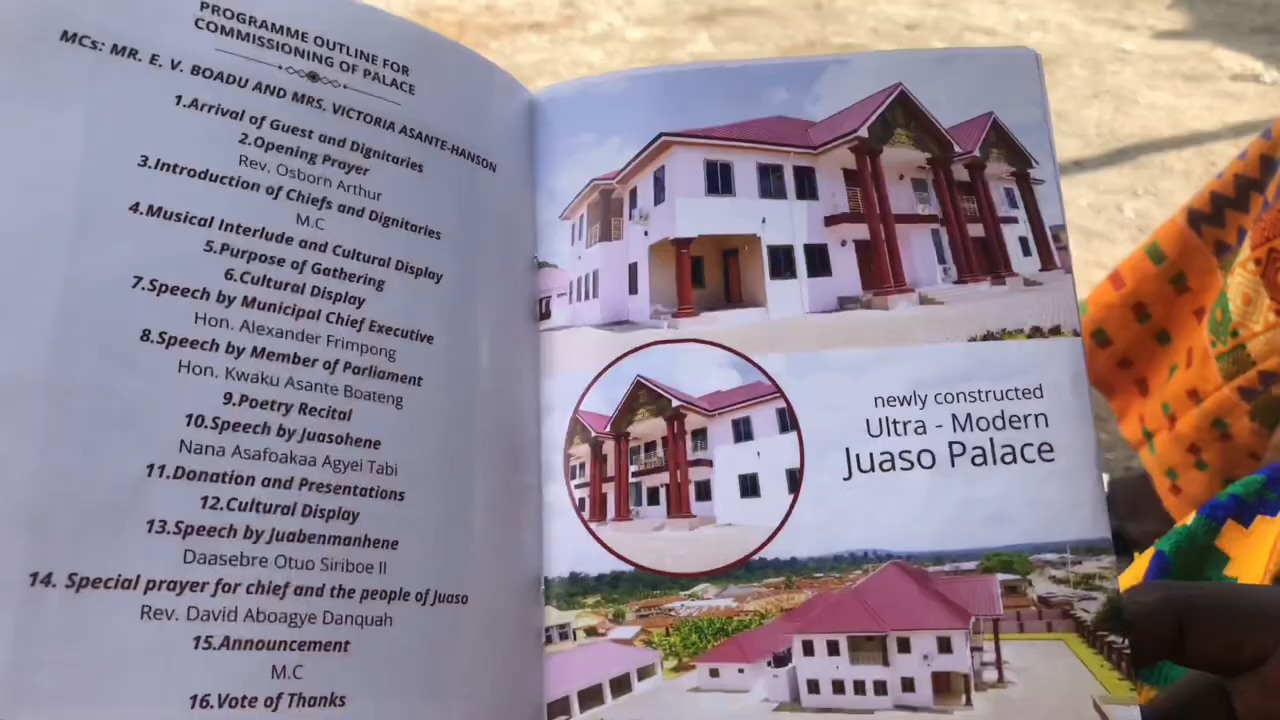 PROGRAMME OUTLINE FOR
COMMISSIONING OF PALACE
MCs: MR. E. V. BOADU AND MRS. VICTORIA ASANTE-HANSON
1.Arrival of Guest and Dignitaries
2.Opening Prayer
Rev. Osborn Arthur
3.Introduction of Chiefs and Dignitaries
M.C
4.Musical Interlude and Cultural Display
5.Purpose of Gathering
6.Cultural Display
7.Speech by Municipal Chief Executive
Hon. Alexander Frimpong
8.Speech by Member of Parliament
Hon. Kwaku Asante Boateng
9.Poetry Recital
10.Speech by Juasohene
Nana Asafoakaa Agyei Tabi
11.Donation and Presentations
12.Cultural Display
13.Speech by Juabenmanhene
Daasebre Otuo Siriboe II
14. Special prayer for chief and the people of Juaso
Rev. David Aboagye Danquah
15.Announcement
M.C
16.Vote of Thanks
newly constructed
Ultra - Modern
Juaso Palace